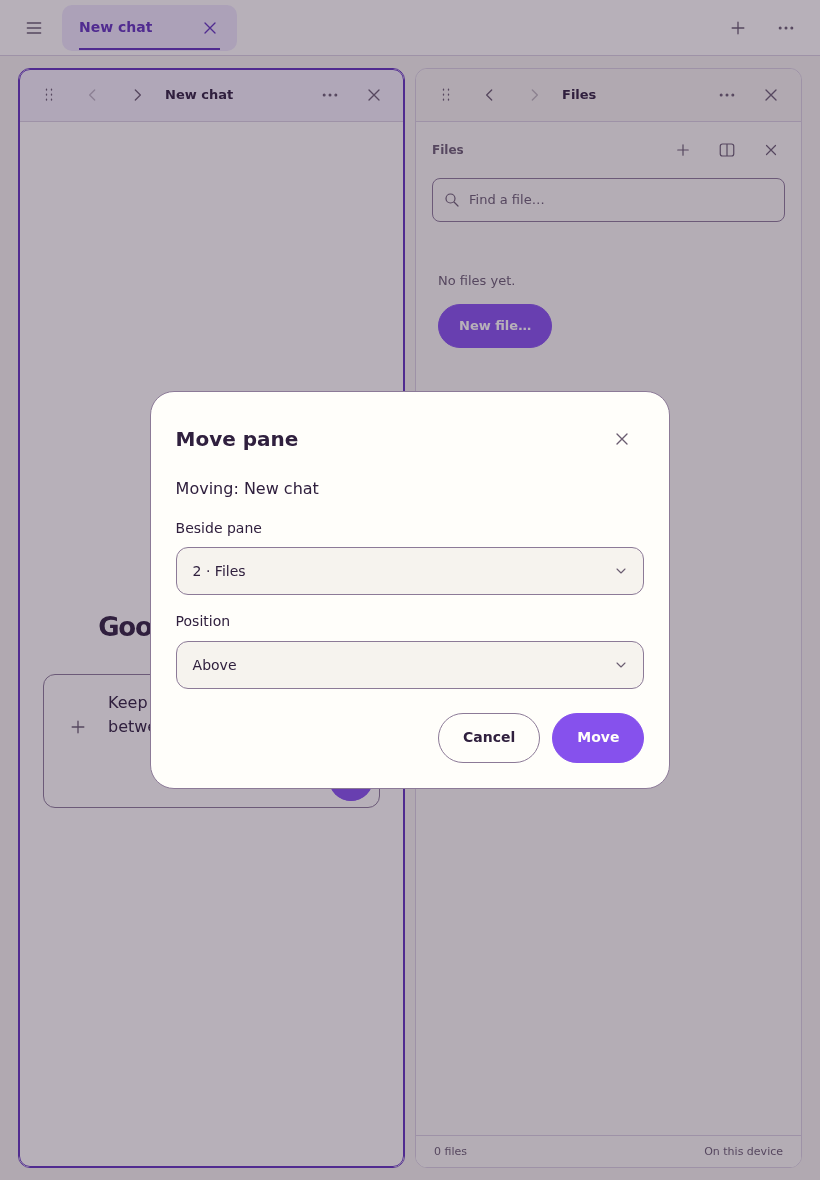 New chat
New chat
Files
Files
Find a file...
No files yet.
New file...
Move pane
Moving: New chat
Beside pane
2 · Files
Position
Above
Cancel
Move
Keep
0 files
On this device